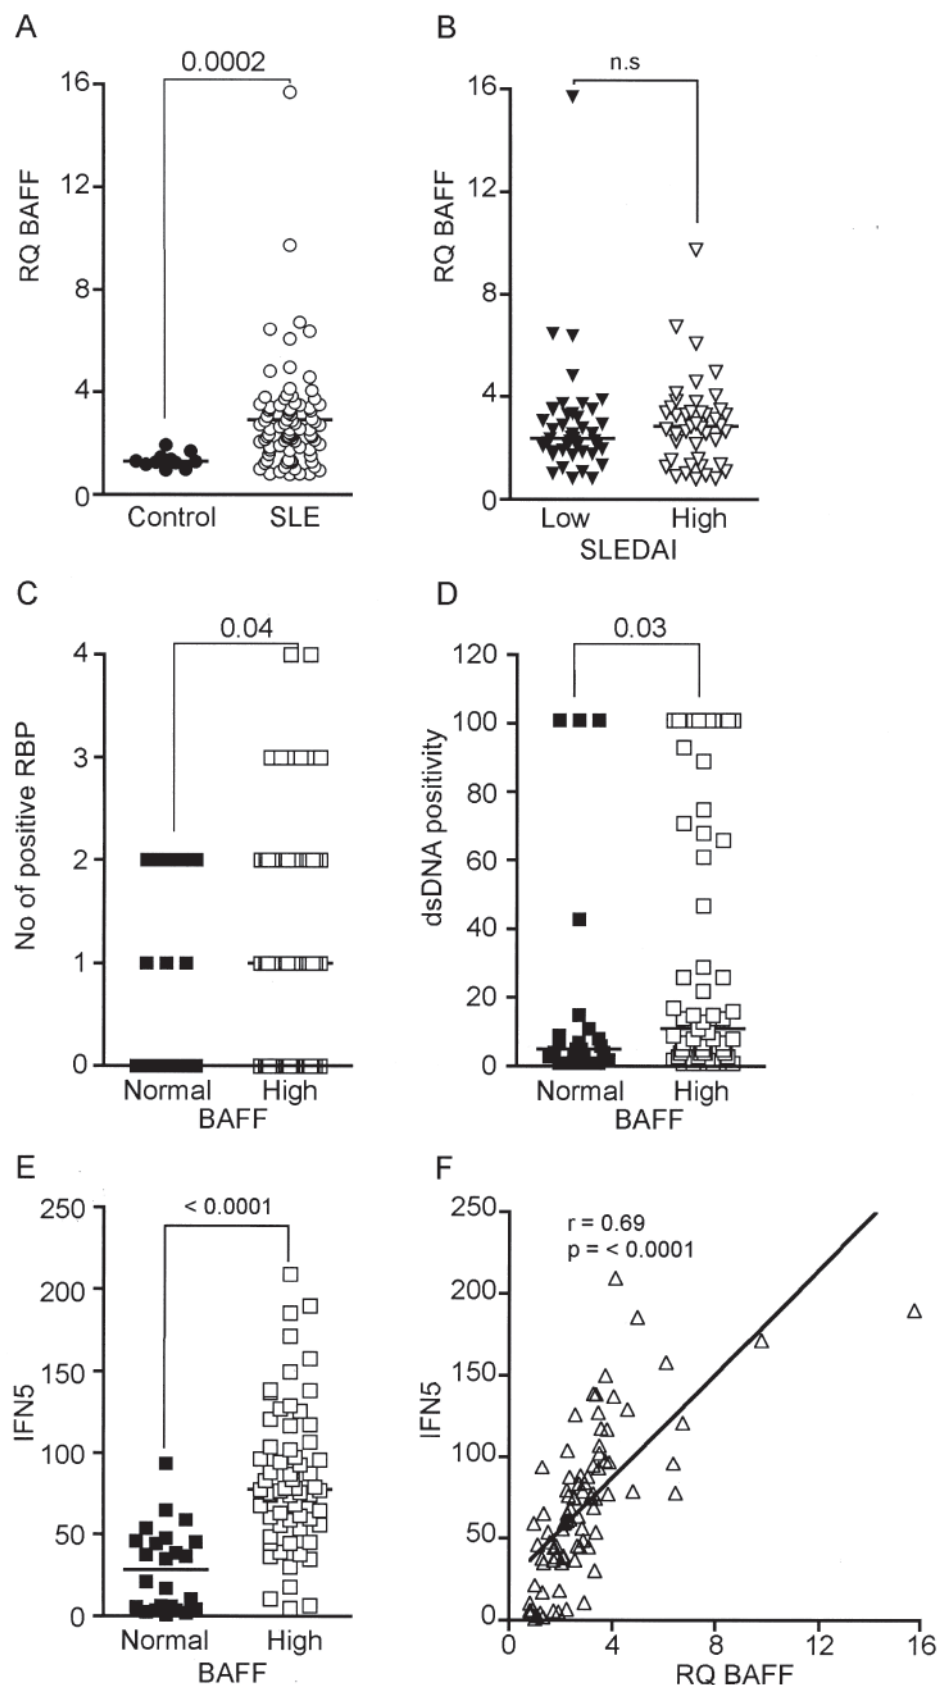 A
0.0002
16
12
8
4
0
RQ BAFF
Control SLE
B
n.s
16
12
8
4
0
RQ BAFF
Low High
SLEDAI
C
0.04
4
3
2
1
0
No of positive RBP
Normal High
BAFF
D
0.03
120
100
80
60
40
20
0
dsDNA positivity
Normal High
BAFF
E
< 0.0001
250
200
150
100
50
0
IFN5
Normal High
BAFF
F
r = 0.69
p = < 0.0001
250
200
150
100
50
0
IFN5
0 4 8 12 16
RQ BAFF